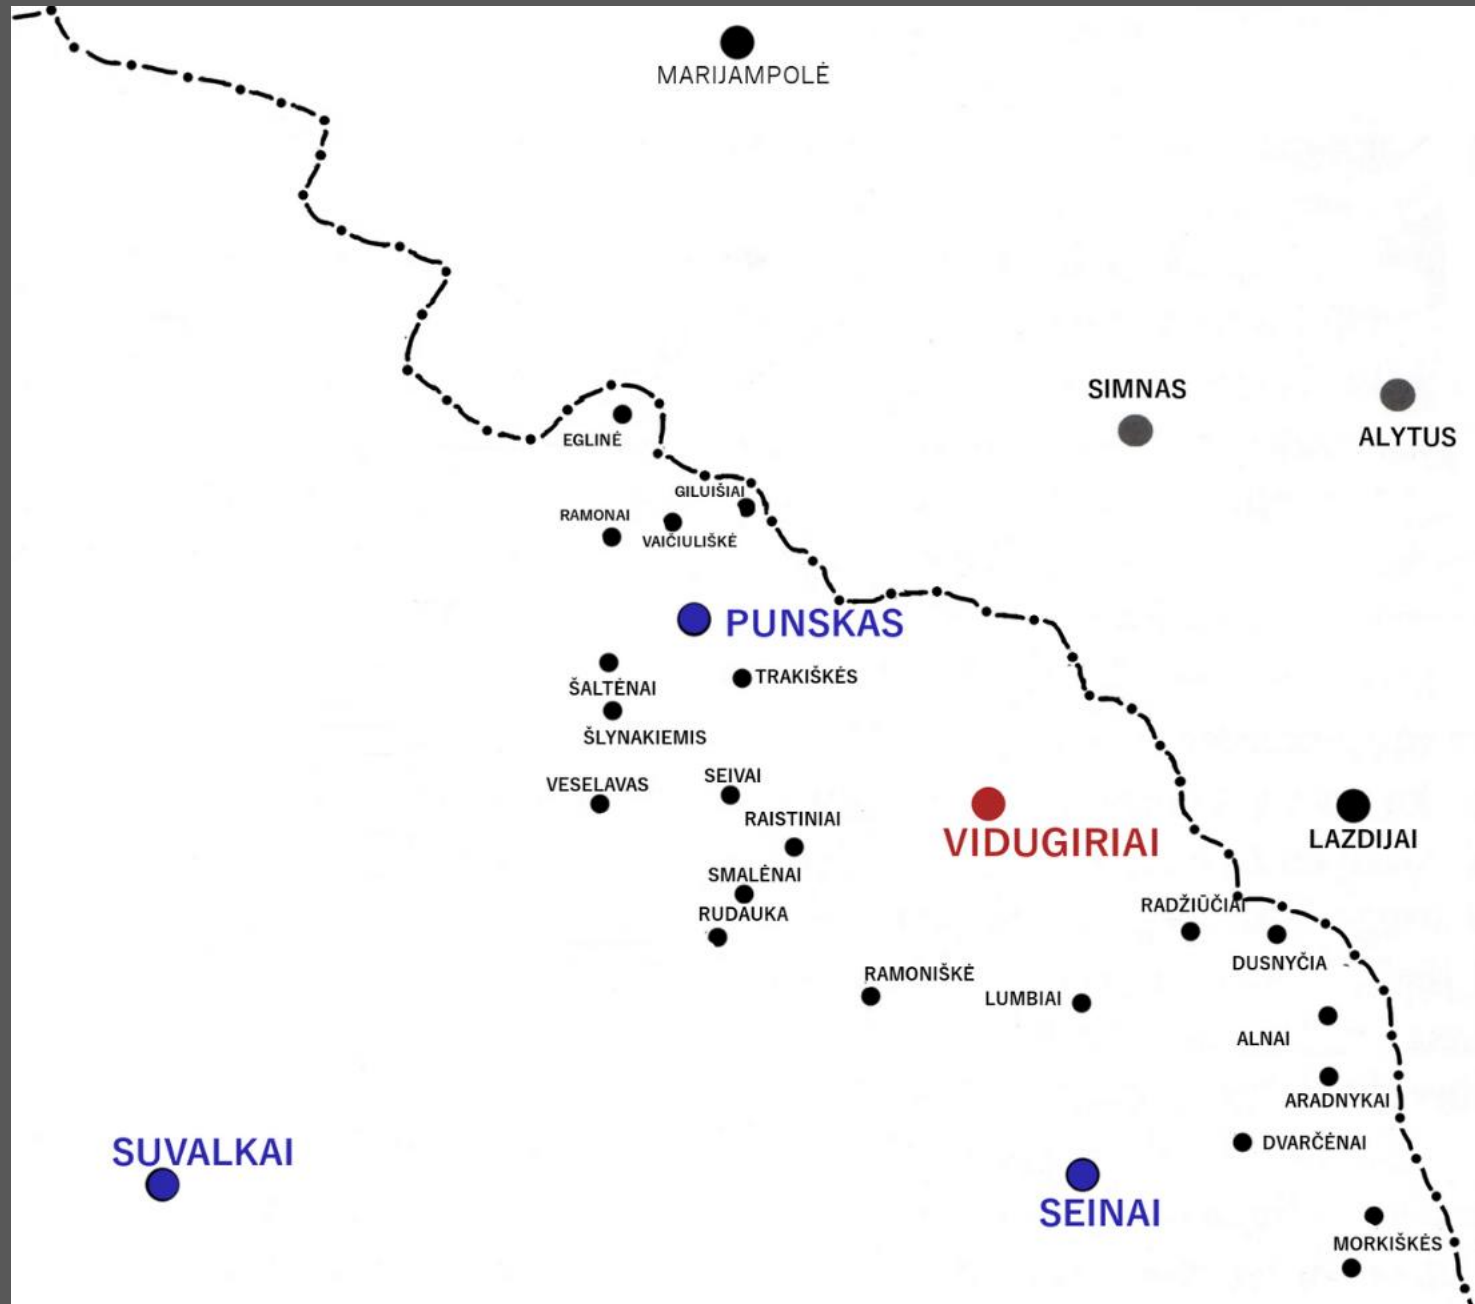 MARIJAMPOLĖ
SIMNAS
ALYTUS
EGLINĖ
GILUIŠIAI
RAMONAI
VAIČIULIŠKĖ
PUNSKAS
TRAKIŠKĖS
ŠALTĖNAI
ŠLYNAKIEMIS
SEIVAI
VESELAVAS
RAISTINIAI
VIDUGIRIAI
LAZDIJAI
SMALĖNAI
RUDAUKA
RADŽIŪČIAI
DUSNYČIA
RAMONIŠKĖ
LUMBIAI
ALNAI
ARADNYKAI
DVARČĖNAI
SUVALKAI
SEINAI
MORKIŠKĖS